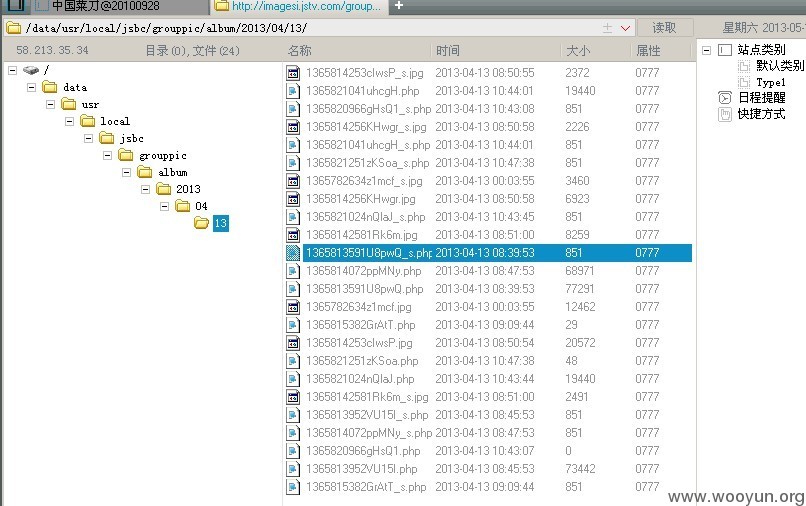 中国菜刀@20100928
http://imagesi.jstv.com/group...
/data/usr/local/jsbc/grouppic/album/2013/04/13/
读取
星期六 2013-05-
58.213.35.34
目录(0),文件(24)
名称 时间 大小 属性
/
data
usr
local
jsbc
grouppic
album
2013
04
13
1365814253clwsP_s.jpg 2013-04-13 08:50:55 2372 0777
1365821041uhcgH.php 2013-04-13 10:44:01 19440 0777
1365820966gHsQ1_s.php 2013-04-13 10:43:08 851 0777
1365814256KHwgr_s.jpg 2013-04-13 08:50:58 2226 0777
1365821041uhcgH_s.php 2013-04-13 10:44:01 851 0777
1365821251zKSoa_s.php 2013-04-13 10:47:38 851 0777
1365782634z1mcf_s.jpg 2013-04-13 00:03:55 3460 0777
1365814256KHwgr.jpg 2013-04-13 08:50:58 6923 0777
1365821024nQlaJ_s.php 2013-04-13 10:43:45 851 0777
13658142581Rk6m.jpg 2013-04-13 08:51:00 8259 0777
1365813591U8pwQ_s.php 2013-04-13 08:39:53 851 0777
1365814072ppMNy.php 2013-04-13 08:47:53 68971 0777
1365813591U8pwQ.php 2013-04-13 08:39:53 77291 0777
1365782634z1mcf.jpg 2013-04-13 00:03:55 12462 0777
1365815382GrAtT.php 2013-04-13 09:09:44 29 0777
1365814253clwsP.jpg 2013-04-13 08:50:54 20572 0777
1365821251zKSoa.php 2013-04-13 10:47:38 48 0777
1365821024nQlaJ.php 2013-04-13 10:43:44 19440 0777
13658142581Rk6m_s.jpg 2013-04-13 08:51:00 2491 0777
1365813952VU15l_s.php 2013-04-13 08:45:53 851 0777
1365814072ppMNy_s.php 2013-04-13 08:47:53 851 0777
1365820966gHsQ1.php 2013-04-13 10:43:07 0 0777
1365813952VU15l.php 2013-04-13 08:45:53 73442 0777
1365815382GrAtT_s.php 2013-04-13 09:09:44 851 0777
站点类别
默认类别
Type1
日程提醒
快捷方式
www.wooyun.org